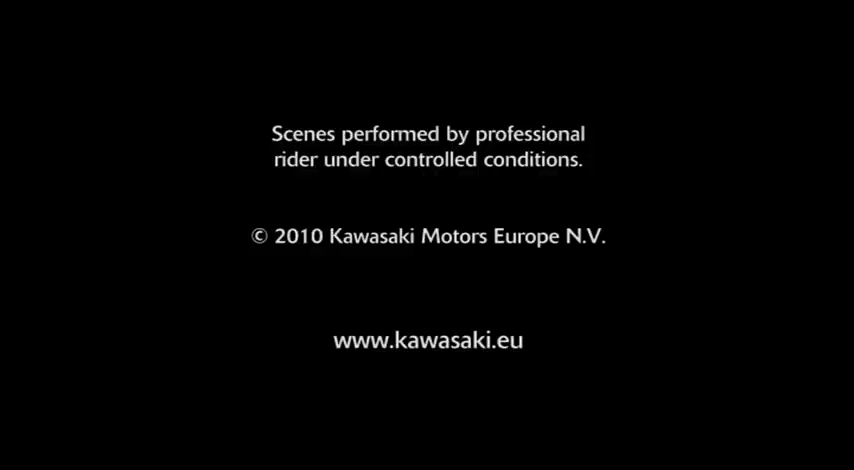 Scenes performed by professional
rider under controlled conditions.
© 2010 Kawasaki Motors Europe N.V.
www.kawasaki.eu